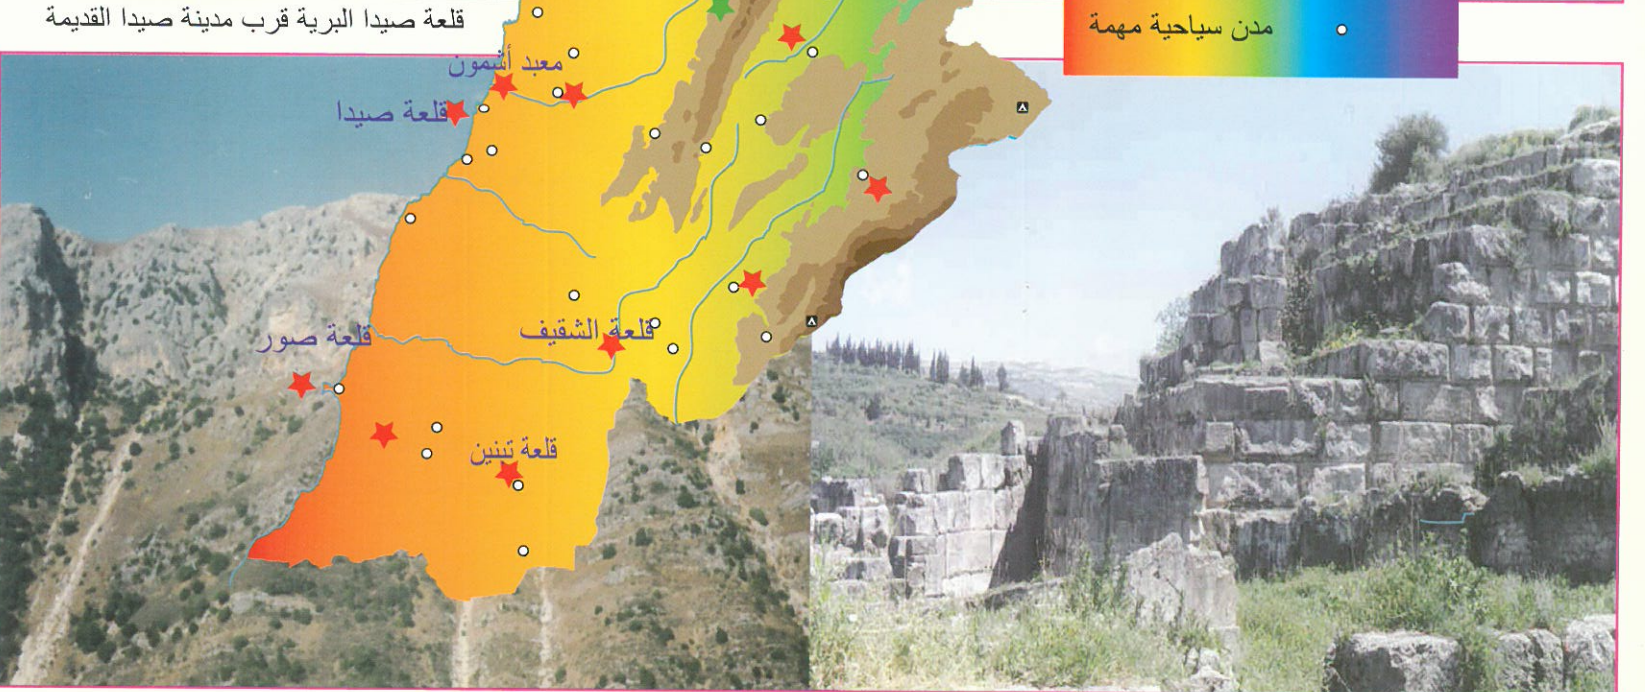 قلعة صيدا البرية قرب مدينة صيدا القديمة
مدن سياحية مهمة
معبد أشمون
قلعة صيدا
قلعة الشقيف
قلعة صور
قلعة تبنين